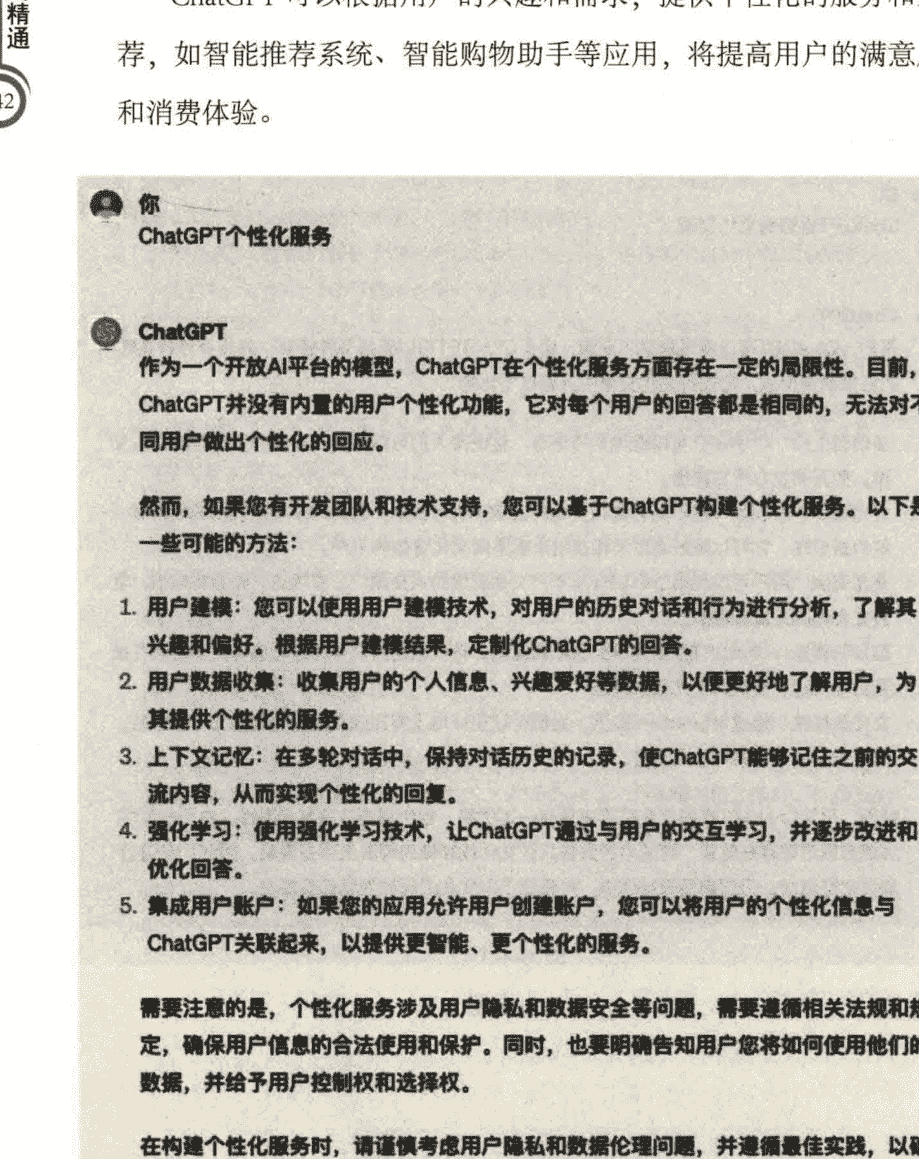 精通
42
ChatGPT 可以根据用户的兴趣和需求，提供个性化的服务和
荐，如智能推荐系统、智能购物助手等应用，将提高用户的满意
和消费体验。
你
ChatGPT个性化服务
ChatGPT
作为一个开放AI平台的模型，ChatGPT在个性化服务方面存在一定的局限性。目前，
ChatGPT并没有内置的用户个性化功能，它对每个用户的回答都是相同的，无法对不
同用户做出个性化的回应。
然而，如果您有开发团队和技术支持，您可以基于ChatGPT构建个性化服务。以下是
一些可能的方法：
1. 用户建模：您可以使用用户建模技术，对用户的历史对话和行为进行分析，了解其
兴趣和偏好。根据用户建模结果，定制化ChatGPT的回答。
2. 用户数据收集：收集用户的个人信息、兴趣爱好等数据，以便更好地了解用户，为
其提供个性化的服务。
3. 上下文记忆：在多轮对话中，保持对话历史的记录，使ChatGPT能够记住之前的交
流内容，从而实现个性化的回复。
4. 强化学习：使用强化学习技术，让ChatGPT通过与用户的交互学习，并逐步改进和
优化回答。
5. 集成用户账户：如果您的应用允许用户创建账户，您可以将用户的个性化信息与
ChatGPT关联起来，以提供更智能、更个性化的服务。
需要注意的是，个性化服务涉及用户隐私和数据安全等问题，需要遵循相关法规和规
定，确保用户信息的合法使用和保护。同时，也要明确告知用户您将如何使用他们的
数据，并给予用户控制权和选择权。
在构建个性化服务时，请谨慎考虑用户隐私和数据伦理问题，并遵循最佳实践，以确